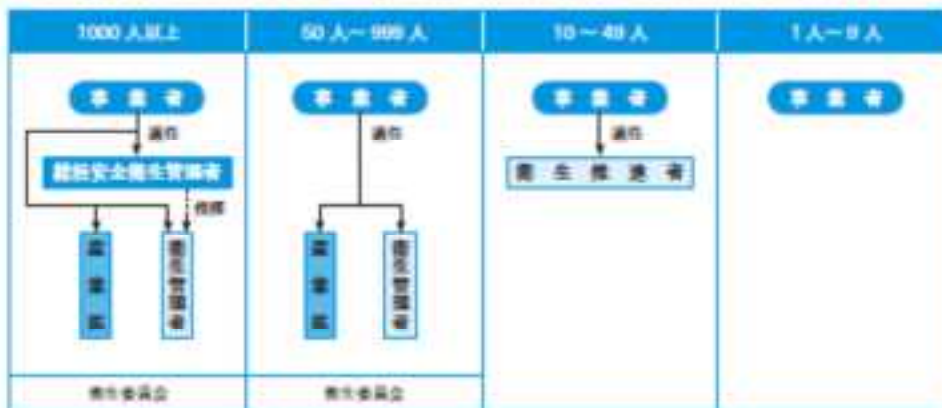 1000人以上
50人～999人
10～49人
1人～9人
事業者
選任
総括安全衛生管理者
指揮
産業医
衛生管理者
衛生委員会
事業者
選任
産業医
衛生管理者
衛生委員会
事業者
選任
衛生推進者
事業者